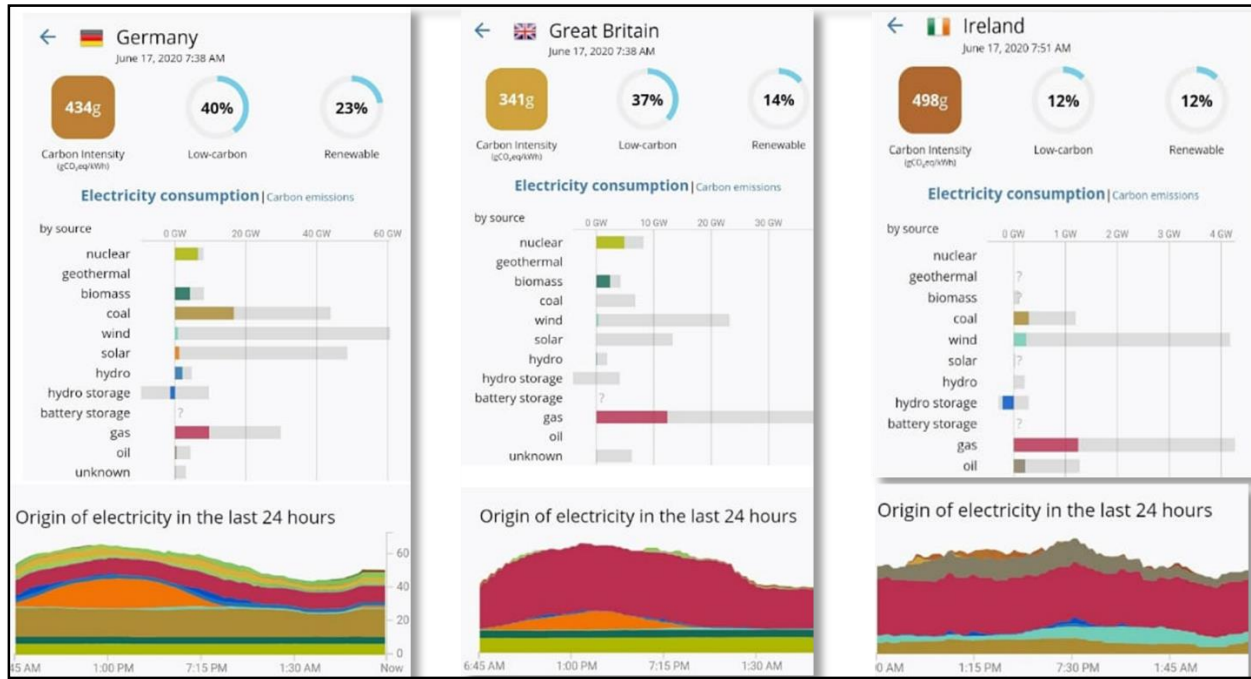 Germany
June 17, 2020 7:38 AM
434g
40%
23%
Carbon Intensity
(gCO₂eq/kWh)
Low-carbon
Renewable
Electricity consumption|Carbon emissions
by source
0 GW 20 GW 40 GW 60 GW
nuclear
geothermal
biomass
coal
wind
solar
hydro
hydro storage
battery storage ?
gas
oil
unknown
Origin of electricity in the last 24 hours
60
40
20
0
45 AM 1:00 PM 7:15 PM 1:30 AM Now
Great Britain
June 17, 2020 7:38 AM
341g
37%
14%
Carbon Intensity
(gCO₂eq/kWh)
Low-carbon
Renewable
Electricity consumption|Carbon emissions
by source
0 GW 10 GW 20 GW 30 GW
nuclear
geothermal
biomass
coal
wind
solar
hydro
hydro storage
battery storage ?
gas
oil
unknown
Origin of electricity in the last 24 hours
6:45 AM 1:00 PM 7:15 PM 1:30 AM
Ireland
June 17, 2020 7:51 AM
498g
12%
12%
Carbon Intensity
(gCO₂eq/kWh)
Low-carbon
Renewable
Electricity consumption|Carbon emissions
by source
0 GW 1 GW 2 GW 3 GW 4 GW
nuclear
geothermal ?
biomass ?
coal
wind
solar ?
hydro
hydro storage
battery storage ?
gas
oil
Origin of electricity in the last 24 hours
0 AM 1:15 PM 7:30 PM 1:45 AM